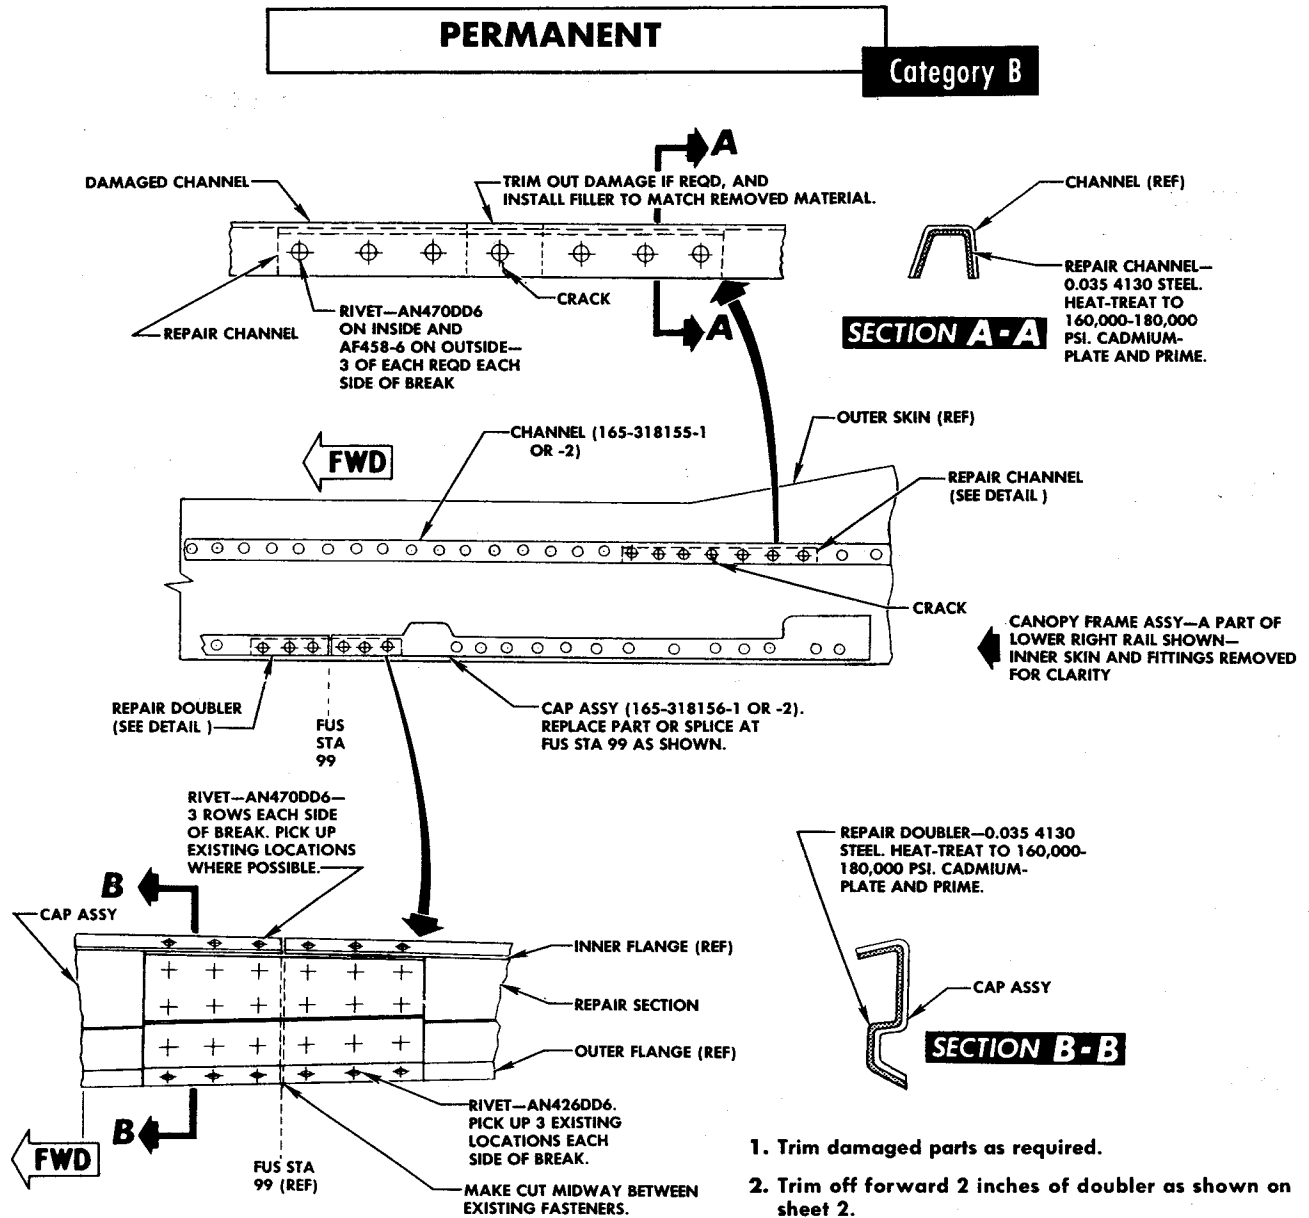 PERMANENT
Category B
A
DAMAGED CHANNEL
TRIM OUT DAMAGE IF REQD, AND
INSTALL FILLER TO MATCH REMOVED MATERIAL.
CHANNEL (REF)
REPAIR CHANNEL—
0.035 4130 STEEL.
HEAT-TREAT TO
160,000-180,000
PSI. CADMIUM-
PLATE AND PRIME.
CRACK
RIVET—AN470DD6
ON INSIDE AND
AF458-6 ON OUTSIDE—
3 OF EACH REQD EACH
SIDE OF BREAK
REPAIR CHANNEL
A
SECTION A-A
OUTER SKIN (REF)
CHANNEL (165-318155-1
OR -2)
FWD
REPAIR CHANNEL
(SEE DETAIL )
CRACK
CANOPY FRAME ASSY—A PART OF
LOWER RIGHT RAIL SHOWN—
INNER SKIN AND FITTINGS REMOVED
FOR CLARITY
REPAIR DOUBLER
(SEE DETAIL )
FUS
STA
99
CAP ASSY (165-318156-1 OR -2).
REPLACE PART OR SPLICE AT
FUS STA 99 AS SHOWN.
RIVET—AN470DD6—
3 ROWS EACH SIDE
OF BREAK. PICK UP
EXISTING LOCATIONS
WHERE POSSIBLE.
REPAIR DOUBLER—0.035 4130
STEEL. HEAT-TREAT TO 160,000-
180,000 PSI. CADMIUM-
PLATE AND PRIME.
B
CAP ASSY
INNER FLANGE (REF)
REPAIR SECTION
OUTER FLANGE (REF)
CAP ASSY
SECTION B-B
RIVET—AN426DD6.
PICK UP 3 EXISTING
LOCATIONS EACH
SIDE OF BREAK.
B
FWD
FUS STA
99 (REF)
MAKE CUT MIDWAY BETWEEN
EXISTING FASTENERS.
1. Trim damaged parts as required.
2. Trim off forward 2 inches of doubler as shown on
sheet 2.